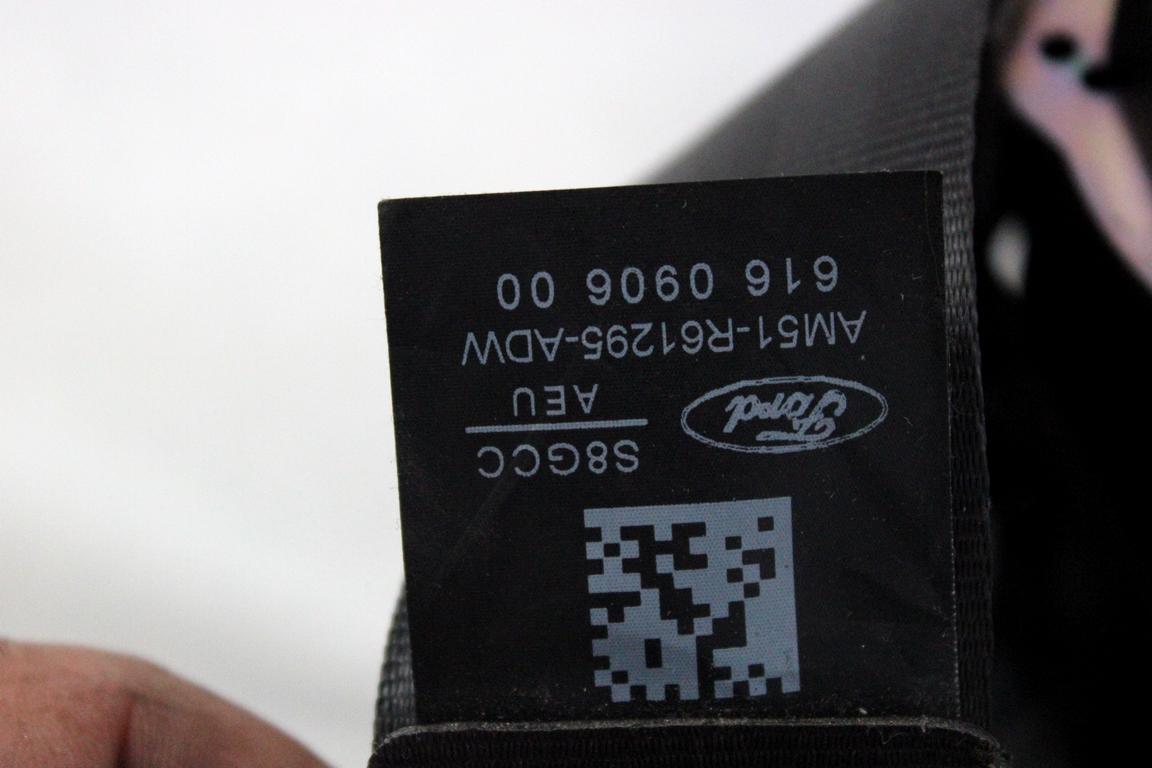 S8GCC
Ford
AEU
AM51-R61295-ADW
616 0906 00